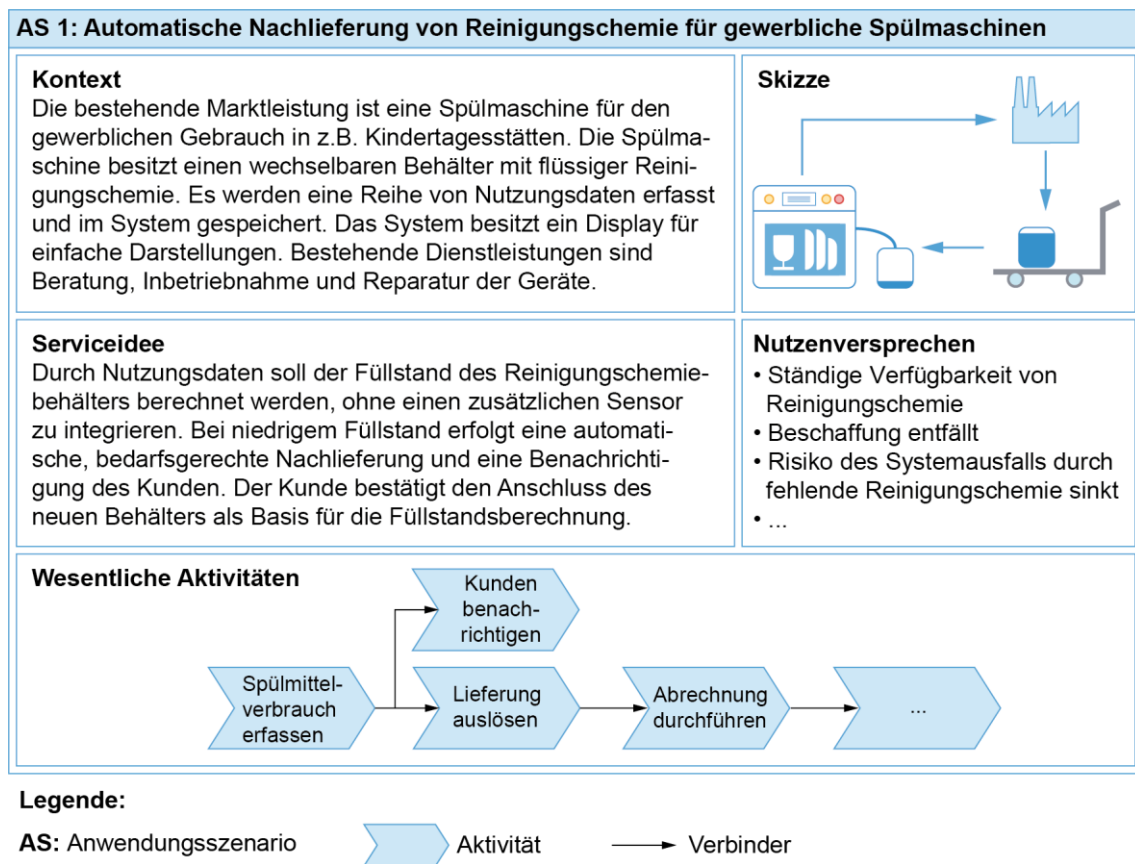 AS 1: Automatische Nachlieferung von Reinigungschemie für gewerbliche Spülmaschinen
Kontext
Die bestehende Marktleistung ist eine Spülmaschine für den
gewerblichen Gebrauch in z.B. Kindertagesstätten. Die Spülma-
schine besitzt einen wechselbaren Behälter mit flüssiger Reini-
gungschemie. Es werden eine Reihe von Nutzungsdaten erfasst
und im System gespeichert. Das System besitzt ein Display für
einfache Darstellungen. Bestehende Dienstleistungen sind
Beratung, Inbetriebnahme und Reparatur der Geräte.
Skizze
Serviceidee
Durch Nutzungsdaten soll der Füllstand des Reinigungschemie-
behälters berechnet werden, ohne einen zusätzlichen Sensor
zu integrieren. Bei niedrigem Füllstand erfolgt eine automati-
sche, bedarfsgerechte Nachlieferung und eine Benachrichti-
gung des Kunden. Der Kunde bestätigt den Anschluss des
neuen Behälters als Basis für die Füllstandsberechnung.
Nutzenversprechen
• Ständige Verfügbarkeit von
Reinigungschemie
• Beschaffung entfällt
• Risiko des Systemausfalls durch
fehlende Reinigungschemie sinkt
• ...
Wesentliche Aktivitäten
Kunden
benach-
richtigen
Spülmittel-
verbrauch
erfassen
Lieferung
auslösen
Abrechnung
durchführen
...
Legende:
AS: Anwendungsszenario
Aktivität
Verbinder